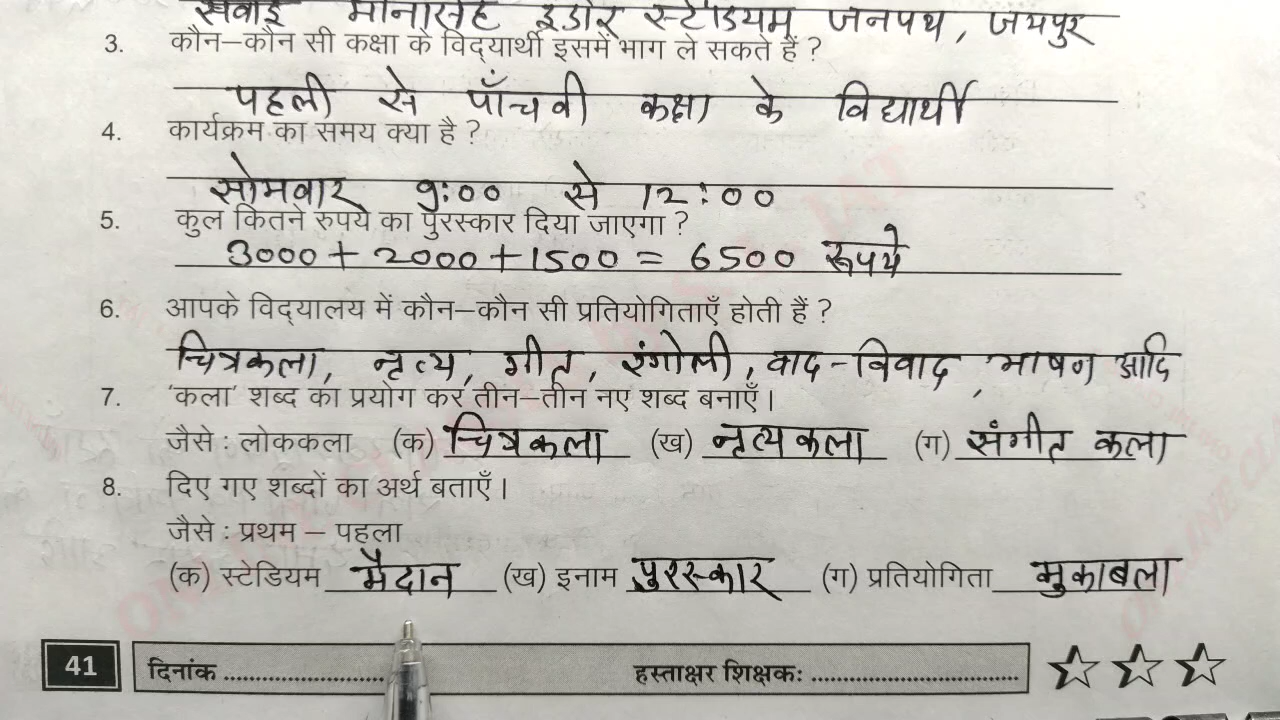 सवाई मानसिंह इंडोर स्टेडियम जनपथ, जयपुर
3. कौन–कौन सी कक्षा के विद्‌यार्थी इसमें भाग ले सकते हैं ?
पहली से पाँचवी कक्षा के विद्यार्थी
4. कार्यक्रम का समय क्या है ?
सोमवार 9:00 से 12:00
5. कुल कितने रुपये का पुरस्कार दिया जाएगा ?
3000 + 2000 + 1500 = 6500 रूपये
6. आपके विद्‌यालय में कौन–कौन सी प्रतियोगिताएँ होती हैं ?
चित्रकला, नृत्य, गीत, रंगोली, वाद-विवाद, भाषण आदि
7. 'कला' शब्द का प्रयोग कर तीन–तीन नए शब्द बनाएँ।
जैसे : लोककला (क) चित्रकला (ख) नृत्यकला (ग) संगीत कला
8. दिए गए शब्दों का अर्थ बताएँ।
जैसे : प्रथम – पहला
(क) स्टेडियम मैदान (ख) इनाम पुरस्कार (ग) प्रतियोगिता मुकाबला
41 दिनांक ........................ हस्ताक्षर शिक्षक: ................................